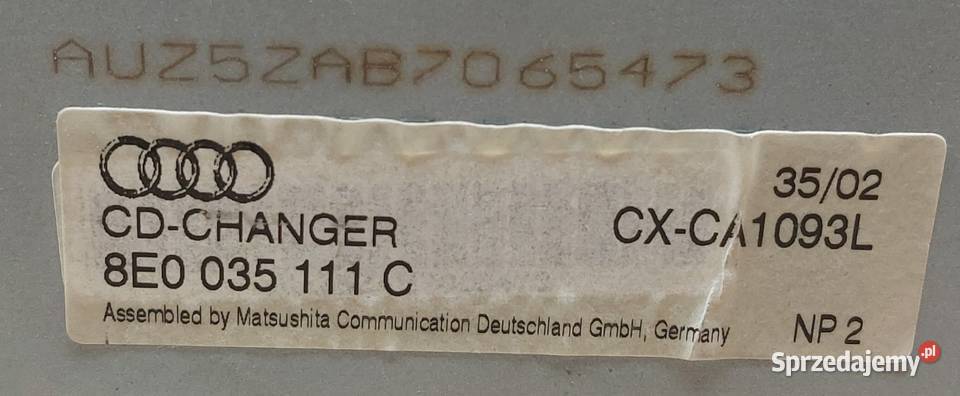 AUZ5ZAB7065473
35/02
CD-CHANGER CX-CA1093L
8E0 035 111 C
Assembled by Matsushita Communication Deutschland GmbH, Germany NP 2
Sprzedajemy.pl